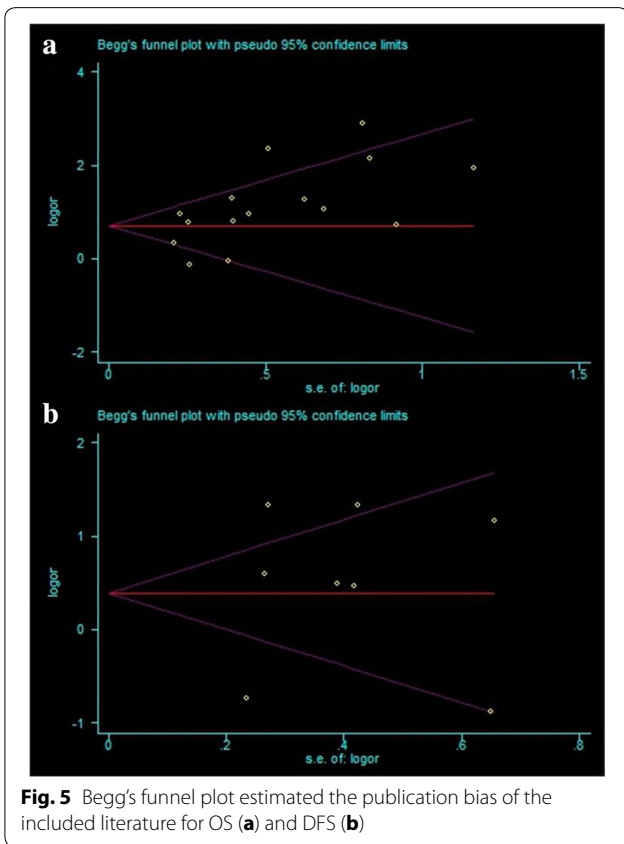 a
Begg's funnel plot with pseudo 95% confidence limits
4
2
0
-2
logor
0
.5
1
1.5
s.e. of: logor
b
Begg's funnel plot with pseudo 95% confidence limits
2
1
0
-1
logor
0
.2
.4
.6
.8
s.e. of: logor
Fig. 5 Begg's funnel plot estimated the publication bias of the
included literature for OS (a) and DFS (b)